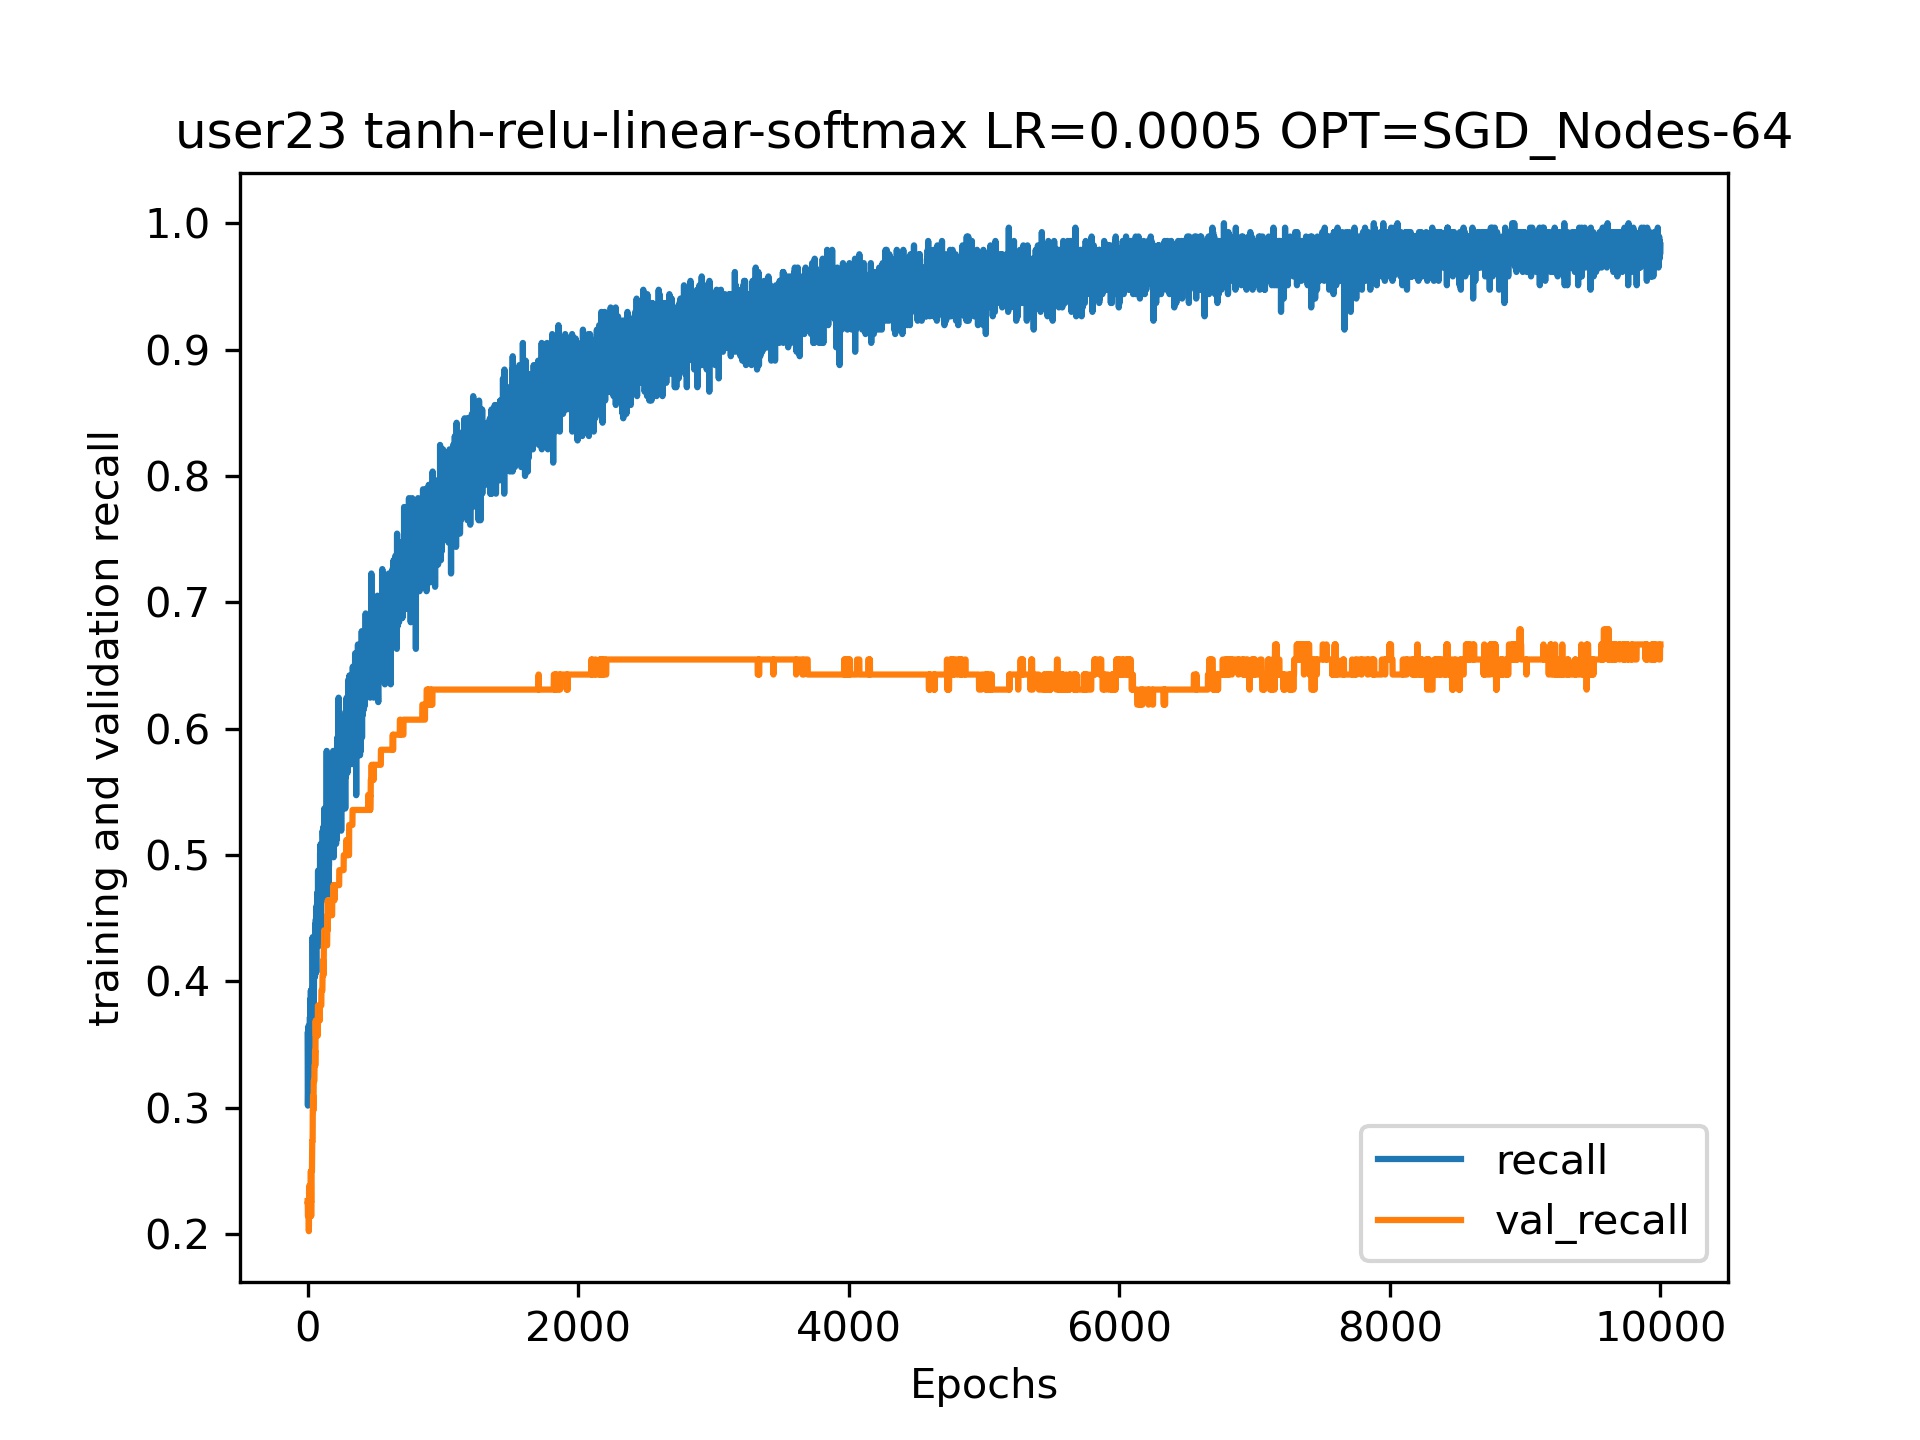 user23 tanh-relu-linear-softmax LR=0.0005 OPT=SGD_Nodes-64
training and validation recall
1.0
0.9
0.8
0.7
0.6
0.5
0.4
0.3
0.2
recall
val_recall
0 2000 4000 6000 8000 10000
Epochs